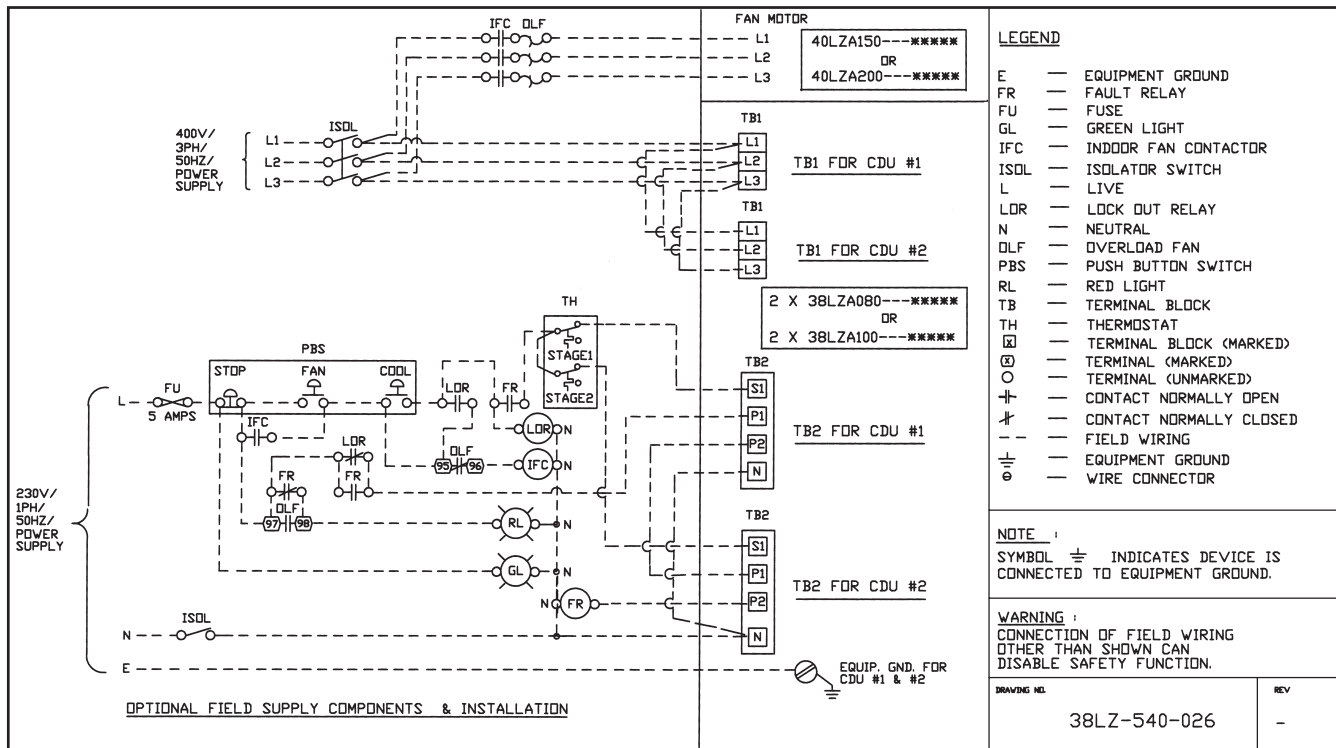 IFC OLF
FAN MOTOR
L1
L2
L3
40LZA150---*****
OR
40LZA200---*****
400V/
3PH/
50HZ/
POWER
SUPPLY
L1
L2
L3
ISOL
TB1
L1
L2
L3
TB1 FOR CDU #1
TB1
L1
L2
L3
TB1 FOR CDU #2
2 X 38LZA080---*****
OR
2 X 38LZA100---*****
TH
STAGE1
STAGE2
PBS
STOP FAN COOL
L
FU
5 AMPS
LOR
FR
LOR N
IFC
OLF
95 96
IFC N
LOR
FR
FR
OLF
97 98
RL N
GL N
N FR
230V/
1PH/
50HZ/
POWER
SUPPLY
N
ISOL
E
TB2
S1
P1
P2
N
TB2 FOR CDU #1
TB2
S1
P1
P2
N
TB2 FOR CDU #2
EQUIP. GND. FOR
CDU #1 & #2
OPTIONAL FIELD SUPPLY COMPONENTS & INSTALLATION
LEGEND
E — EQUIPMENT GROUND
FR — FAULT RELAY
FU — FUSE
GL — GREEN LIGHT
IFC — INDOOR FAN CONTACTOR
ISOL — ISOLATOR SWITCH
L — LIVE
LOR — LOCK OUT RELAY
N — NEUTRAL
OLF — OVERLOAD FAN
PBS — PUSH BUTTON SWITCH
RL — RED LIGHT
TB — TERMINAL BLOCK
TH — THERMOSTAT
X — TERMINAL BLOCK (MARKED)
X — TERMINAL (MARKED)
— TERMINAL (UNMARKED)
— CONTACT NORMALLY OPEN
— CONTACT NORMALLY CLOSED
— FIELD WIRING
— EQUIPMENT GROUND
— WIRE CONNECTOR
NOTE :
SYMBOL INDICATES DEVICE IS
CONNECTED TO EQUIPMENT GROUND.
WARNING :
CONNECTION OF FIELD WIRING
OTHER THAN SHOWN CAN
DISABLE SAFETY FUNCTION.
DRAWING NO. REV
38LZ-540-026 -